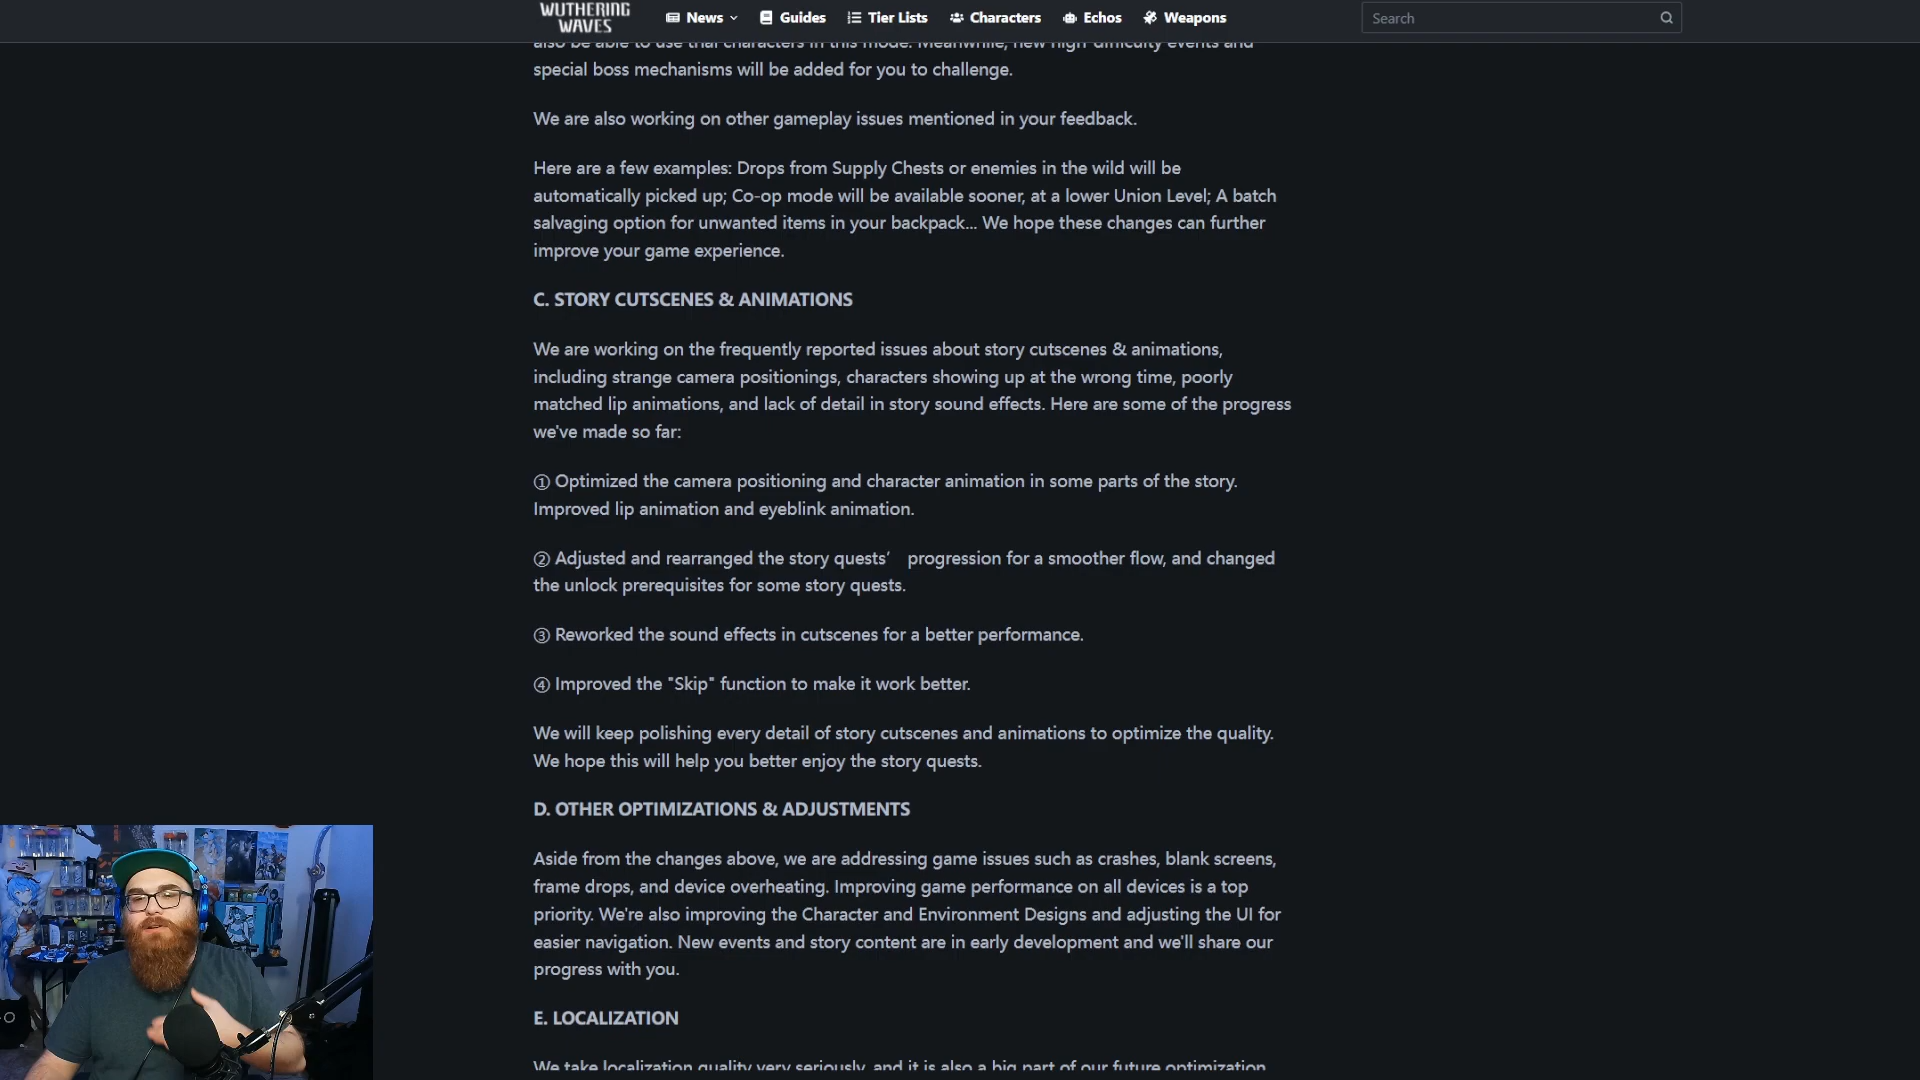 WUTHERING
WAVES
News
Guides
Tier Lists
Characters
Echos
Weapons
Search
also be able to use trial characters in this mode. Meanwhile, new high-difficulty events and
special boss mechanisms will be added for you to challenge.
We are also working on other gameplay issues mentioned in your feedback.
Here are a few examples: Drops from Supply Chests or enemies in the wild will be
automatically picked up; Co-op mode will be available sooner, at a lower Union Level; A batch
salvaging option for unwanted items in your backpack... We hope these changes can further
improve your game experience.
C. STORY CUTSCENES & ANIMATIONS
We are working on the frequently reported issues about story cutscenes & animations,
including strange camera positionings, characters showing up at the wrong time, poorly
matched lip animations, and lack of detail in story sound effects. Here are some of the progress
we've made so far:
① Optimized the camera positioning and character animation in some parts of the story.
Improved lip animation and eyeblink animation.
② Adjusted and rearranged the story quests‘ progression for a smoother flow, and changed
the unlock prerequisites for some story quests.
③ Reworked the sound effects in cutscenes for a better performance.
④ Improved the "Skip" function to make it work better.
We will keep polishing every detail of story cutscenes and animations to optimize the quality.
We hope this will help you better enjoy the story quests.
D. OTHER OPTIMIZATIONS & ADJUSTMENTS
Aside from the changes above, we are addressing game issues such as crashes, blank screens,
frame drops, and device overheating. Improving game performance on all devices is a top
priority. We're also improving the Character and Environment Designs and adjusting the UI for
easier navigation. New events and story content are in early development and we'll share our
progress with you.
E. LOCALIZATION
We take localization quality very seriously, and it is also a big part of our future optimization